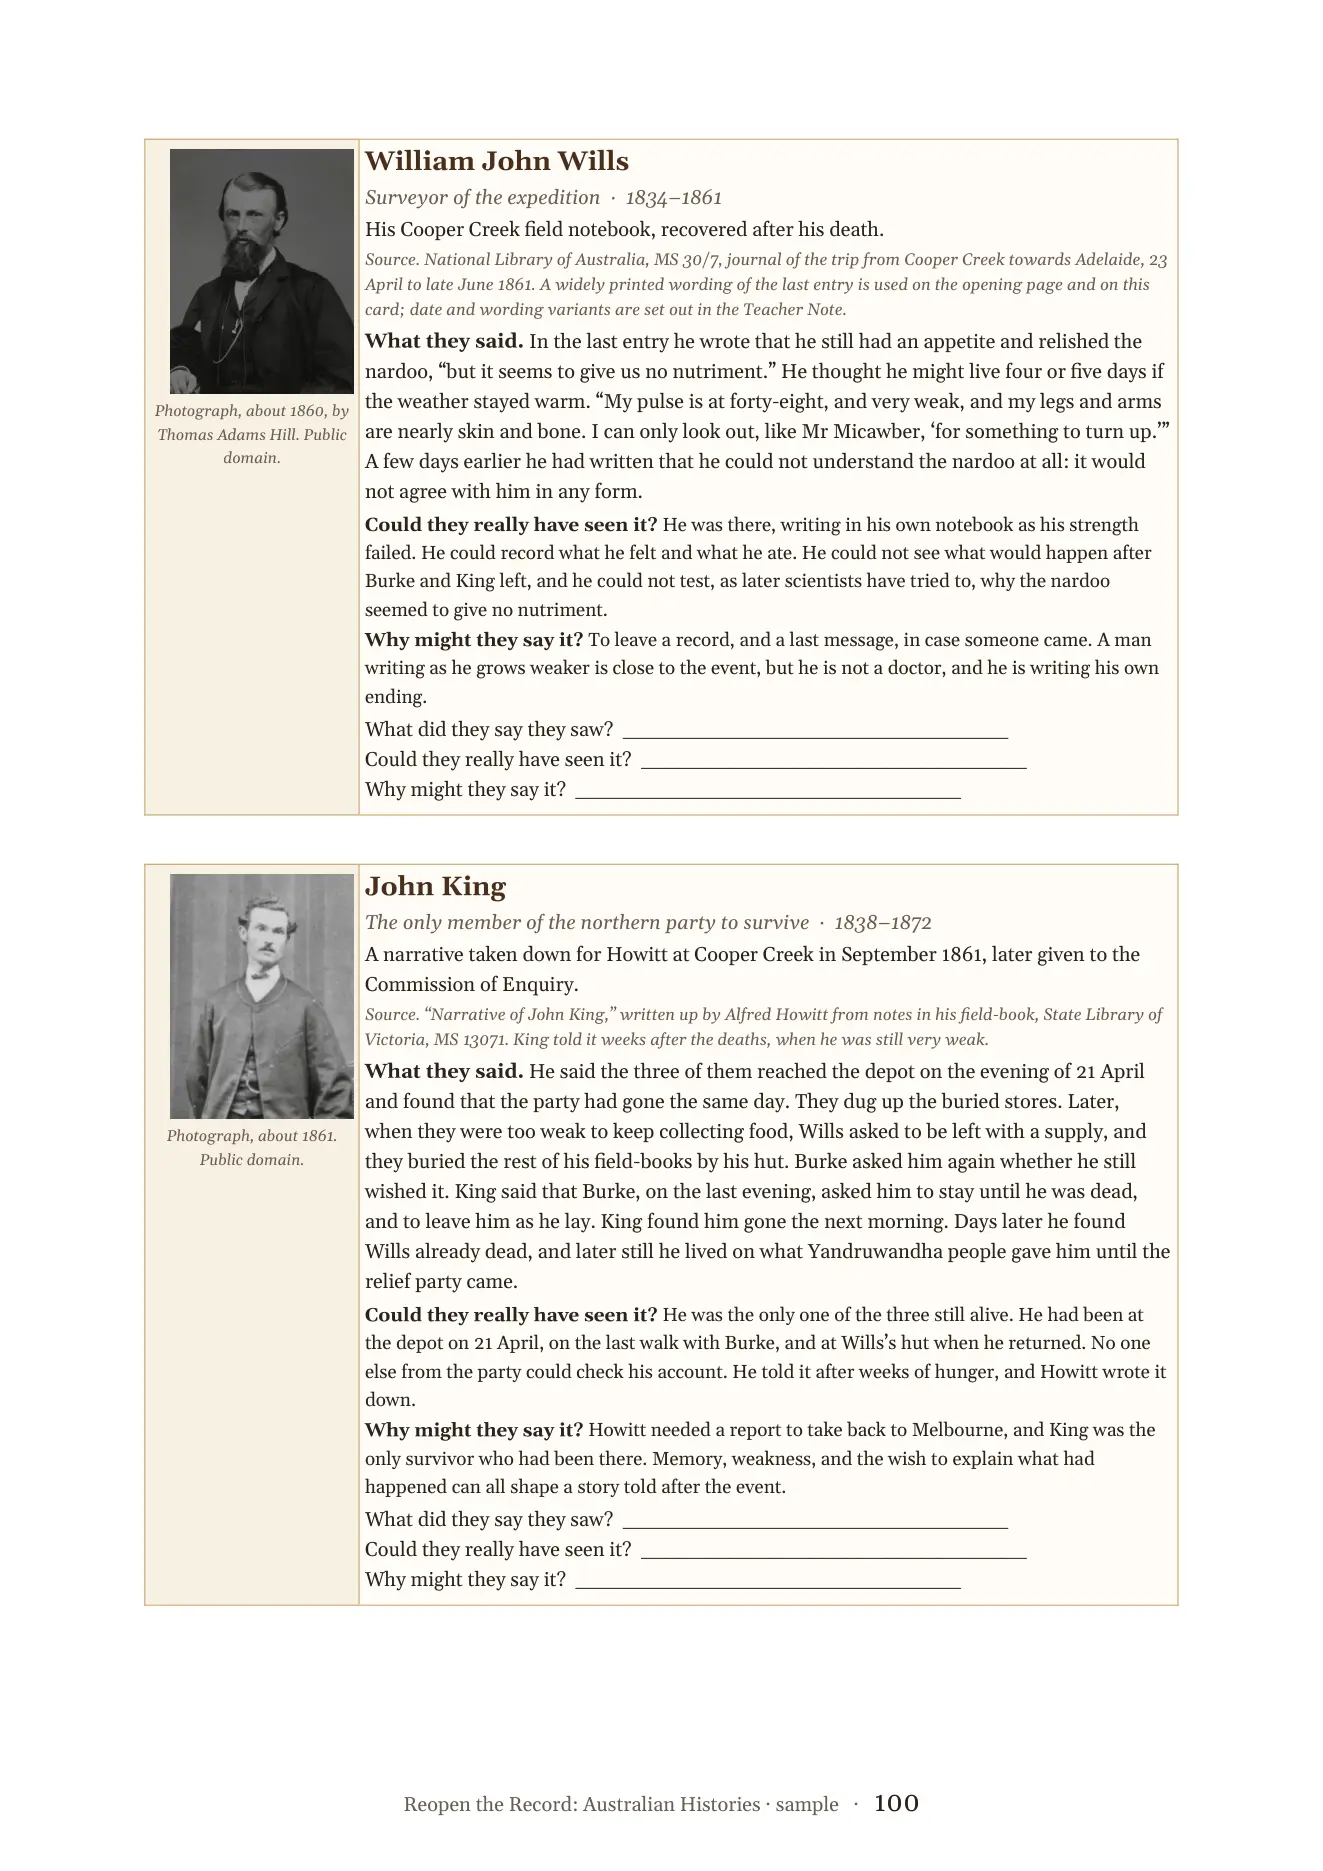 William John Wills
Surveyor of the expedition · 1834–1861
His Cooper Creek field notebook, recovered after his death.
Source. National Library of Australia, MS 30/7, journal of the trip from Cooper Creek towards Adelaide, 23
April to late June 1861. A widely printed wording of the last entry is used on the opening page and on this
card; date and wording variants are set out in the Teacher Note.
What they said. In the last entry he wrote that he still had an appetite and relished the
nardoo, “but it seems to give us no nutriment.” He thought he might live four or five days if
the weather stayed warm. “My pulse is at forty-eight, and very weak, and my legs and arms
are nearly skin and bone. I can only look out, like Mr Micawber, ‘for something to turn up.’”
A few days earlier he had written that he could not understand the nardoo at all: it would
not agree with him in any form.
Could they really have seen it? He was there, writing in his own notebook as his strength
failed. He could record what he felt and what he ate. He could not see what would happen after
Burke and King left, and he could not test, as later scientists have tried to, why the nardoo
seemed to give no nutriment.
Why might they say it? To leave a record, and a last message, in case someone came. A man
writing as he grows weaker is close to the event, but he is not a doctor, and he is writing his own
ending.
What did they say they saw?
Could they really have seen it?
Why might they say it?
Photograph, about 1860, by
Thomas Adams Hill. Public
domain.
John King
The only member of the northern party to survive · 1838–1872
A narrative taken down for Howitt at Cooper Creek in September 1861, later given to the
Commission of Enquiry.
Source. “Narrative of John King,” written up by Alfred Howitt from notes in his field-book, State Library of
Victoria, MS 13071. King told it weeks after the deaths, when he was still very weak.
What they said. He said the three of them reached the depot on the evening of 21 April
and found that the party had gone the same day. They dug up the buried stores. Later,
when they were too weak to keep collecting food, Wills asked to be left with a supply, and
they buried the rest of his field-books by his hut. Burke asked him again whether he still
wished it. King said that Burke, on the last evening, asked him to stay until he was dead,
and to leave him as he lay. King found him gone the next morning. Days later he found
Wills already dead, and later still he lived on what Yandruwandha people gave him until the
relief party came.
Could they really have seen it? He was the only one of the three still alive. He had been at
the depot on 21 April, on the last walk with Burke, and at Wills’s hut when he returned. No one
else from the party could check his account. He told it after weeks of hunger, and Howitt wrote it
down.
Why might they say it? Howitt needed a report to take back to Melbourne, and King was the
only survivor who had been there. Memory, weakness, and the wish to explain what had
happened can all shape a story told after the event.
What did they say they saw?
Could they really have seen it?
Why might they say it?
Photograph, about 1861.
Public domain.
Reopen the Record: Australian Histories · sample · 100